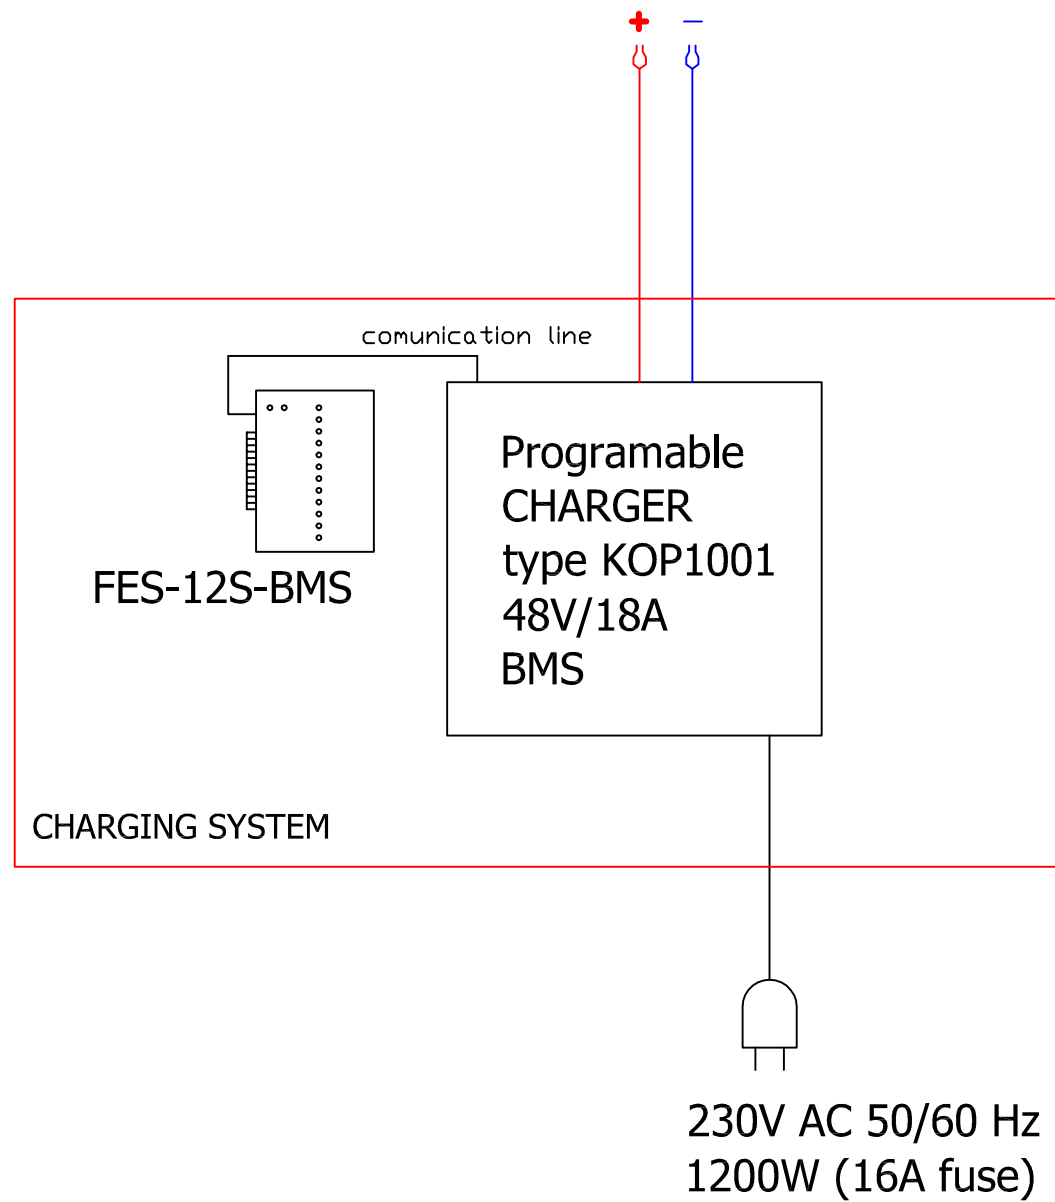 + −
comunication line
Programable
CHARGER
type KOP1001
48V/18A
BMS
FES-12S-BMS
CHARGING SYSTEM
230V AC 50/60 Hz
1200W (16A fuse)